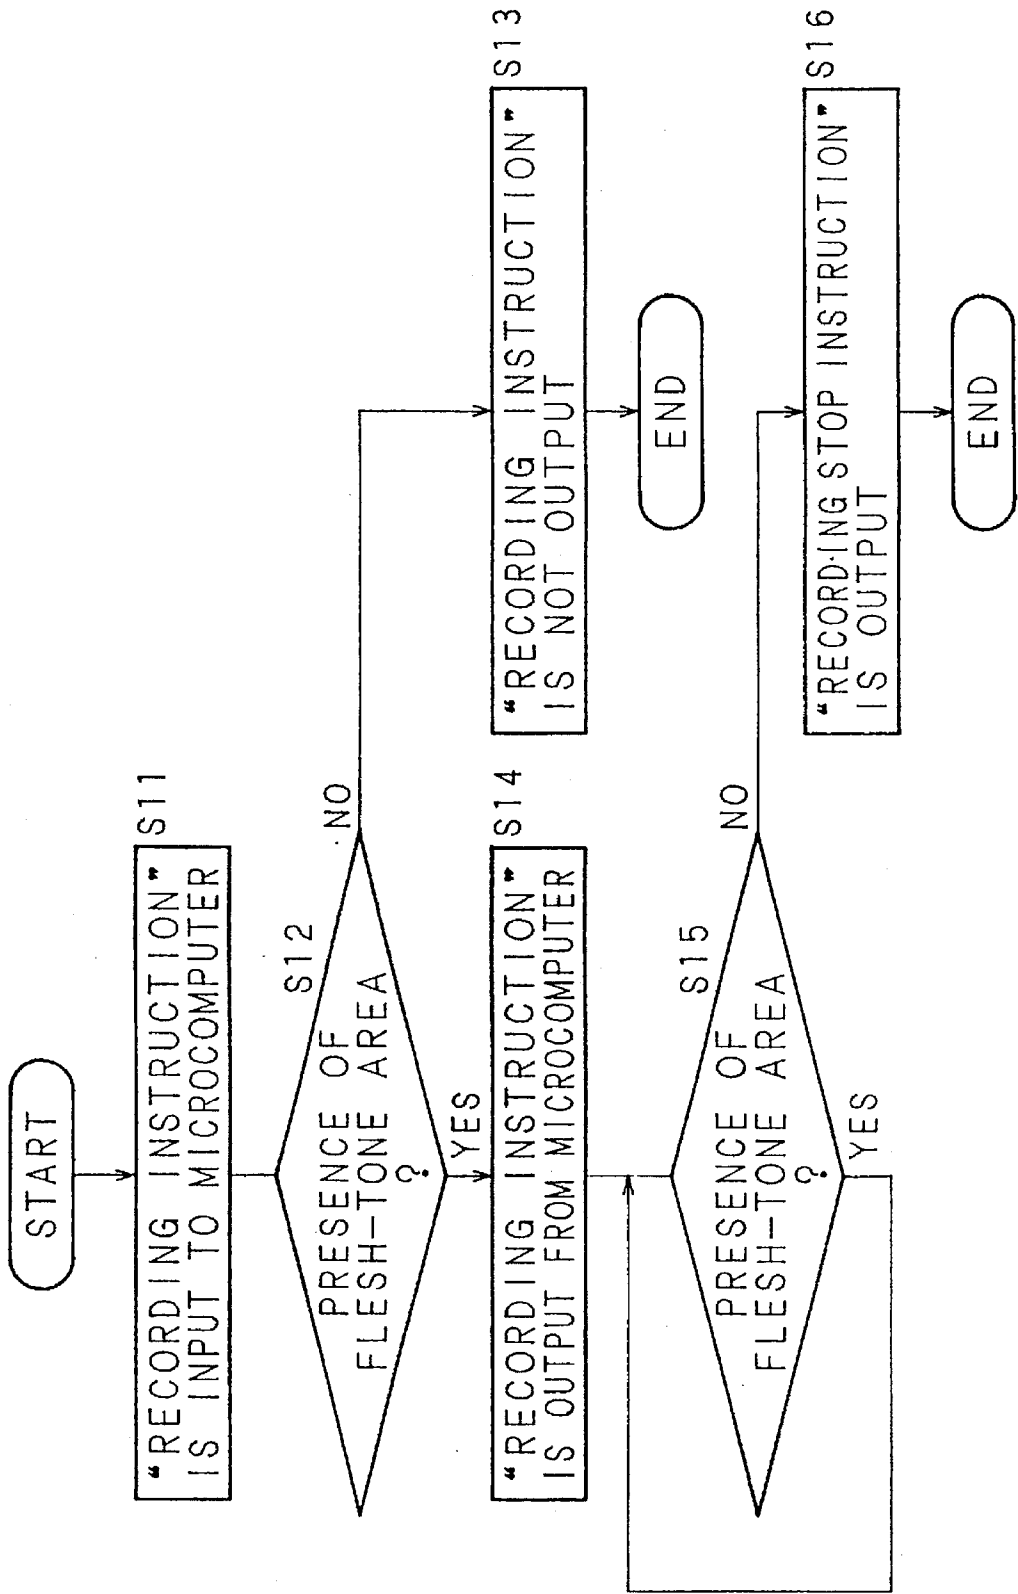 START
S11
“RECORDING INSTRUCTION”
IS INPUT TO MICROCOMPUTER
S12
PRESENCE OF
FLESH-TONE AREA
?
NO
YES
S13
“RECORDING INSTRUCTION”
IS NOT OUTPUT
END
S14
“RECORDING INSTRUCTION”
IS OUTPUT FROM MICROCOMPUTER
S15
PRESENCE OF
FLESH-TONE AREA
?
NO
YES
S16
“RECORDING STOP INSTRUCTION”
IS OUTPUT
END